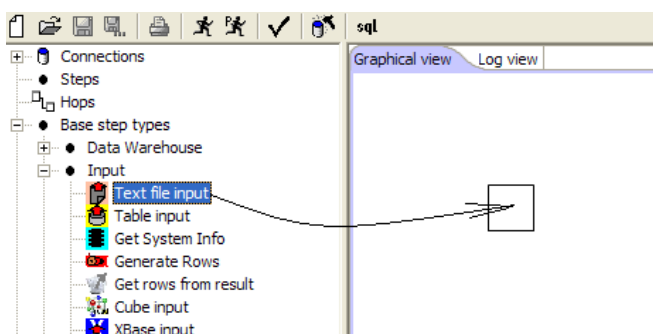 sql
Connections
Steps
Hops
Base step types
Data Warehouse
Input
Text file input
Table input
Get System Info
Generate Rows
Get rows from result
Cube input
XBase input
Graphical view Log view